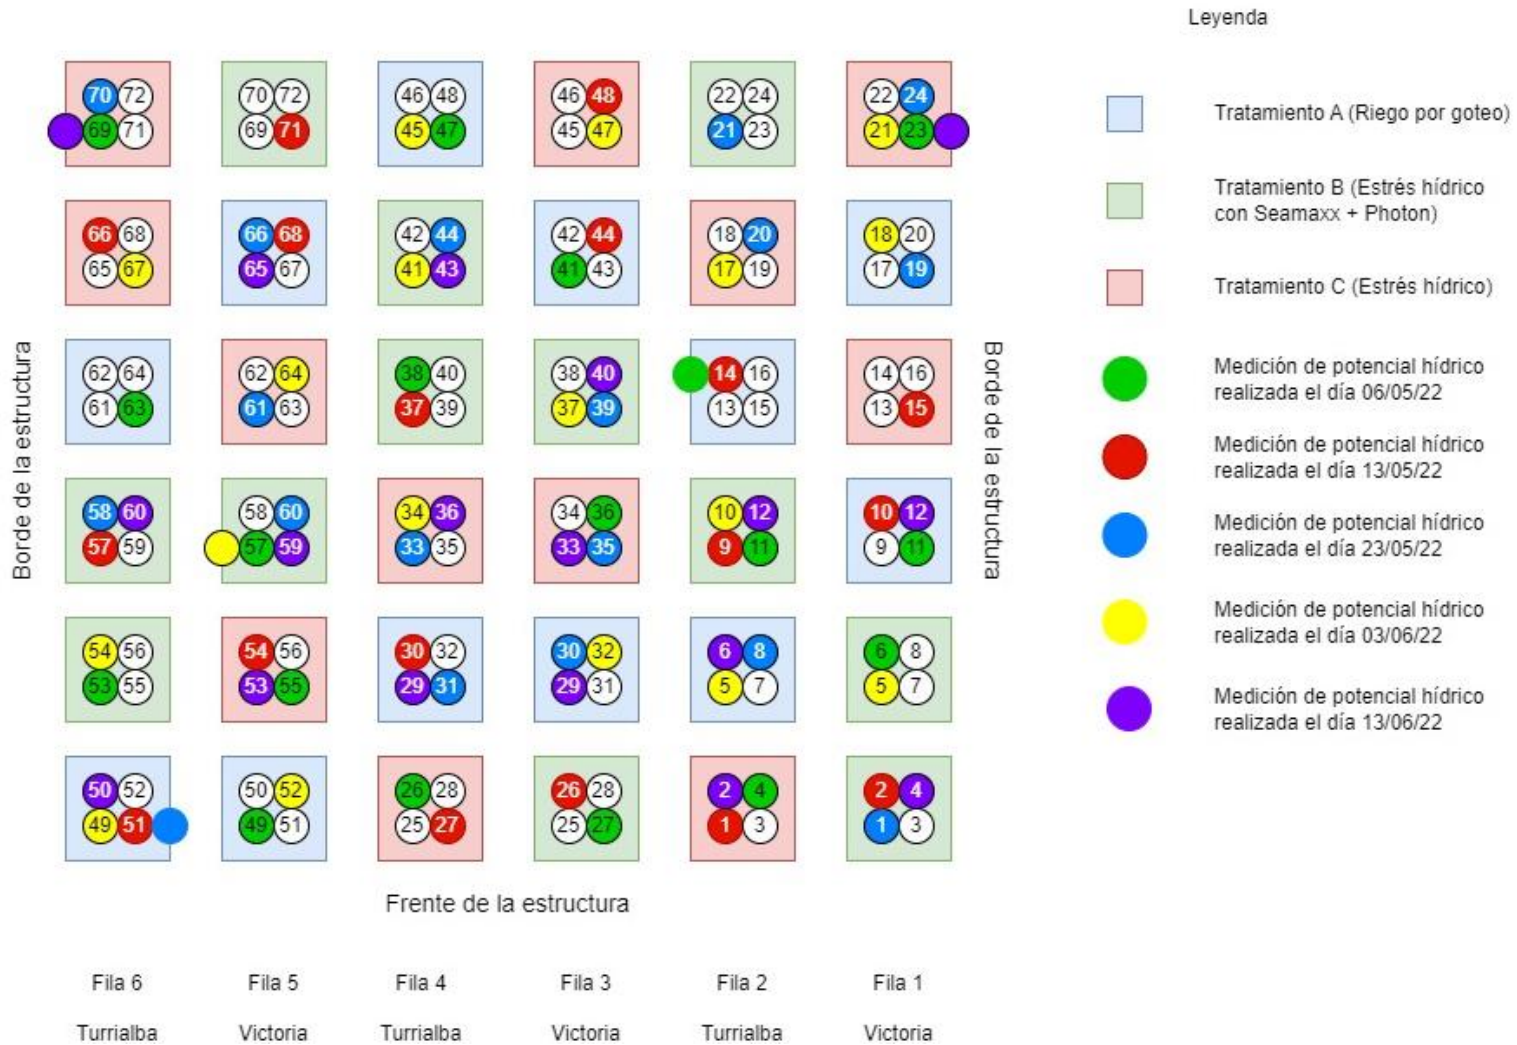 Leyenda
70 72 70 72 46 48 46 48 22 24 22 24
69 71 69 71 45 47 45 47 21 23 21 23
Tratamiento A (Riego por goteo)
Tratamiento B (Estrés hídrico
con Seamaxx + Photon)
66 68 66 68 42 44 42 44 18 20 18 20
65 67 65 67 41 43 41 43 17 19 17 19
Tratamiento C (Estrés hídrico)
Borde de la estructura
62 64 62 64 38 40 38 40 14 16 14 16
61 63 61 63 37 39 37 39 13 15 13 15
Borde de la estructura
Medición de potencial hídrico
realizada el día 06/05/22
Medición de potencial hídrico
realizada el día 13/05/22
58 60 58 60 34 36 34 36 10 12 10 12
57 59 57 59 33 35 33 35 9 11 9 11
Medición de potencial hídrico
realizada el día 23/05/22
Medición de potencial hídrico
realizada el día 03/06/22
54 56 54 56 30 32 30 32 6 8 6 8
53 55 53 55 29 31 29 31 5 7 5 7
Medición de potencial hídrico
realizada el día 13/06/22
50 52 50 52 26 28 26 28 2 4 2 4
49 51 49 51 25 27 25 27 1 3 1 3
Frente de la estructura
Fila 6 Fila 5 Fila 4 Fila 3 Fila 2 Fila 1
Turrialba Victoria Turrialba Victoria Turrialba Victoria